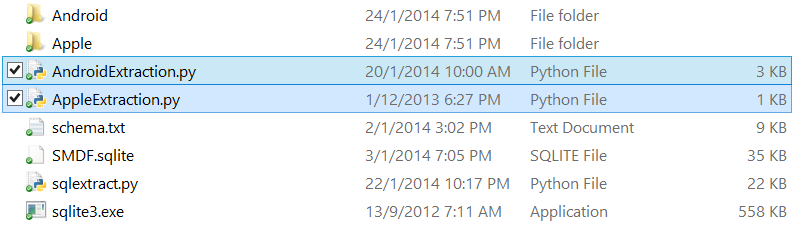 Android 24/1/2014 7:51 PM File folder
Apple 24/1/2014 7:51 PM File folder
AndroidExtraction.py 20/1/2014 10:00 AM Python File 3 KB
AppleExtraction.py 1/12/2013 6:27 PM Python File 1 KB
schema.txt 2/1/2014 3:02 PM Text Document 9 KB
SMDF.sqlite 3/1/2014 7:05 PM SQLITE File 35 KB
sqlextract.py 22/1/2014 10:17 PM Python File 22 KB
sqlite3.exe 13/9/2012 7:11 AM Application 558 KB